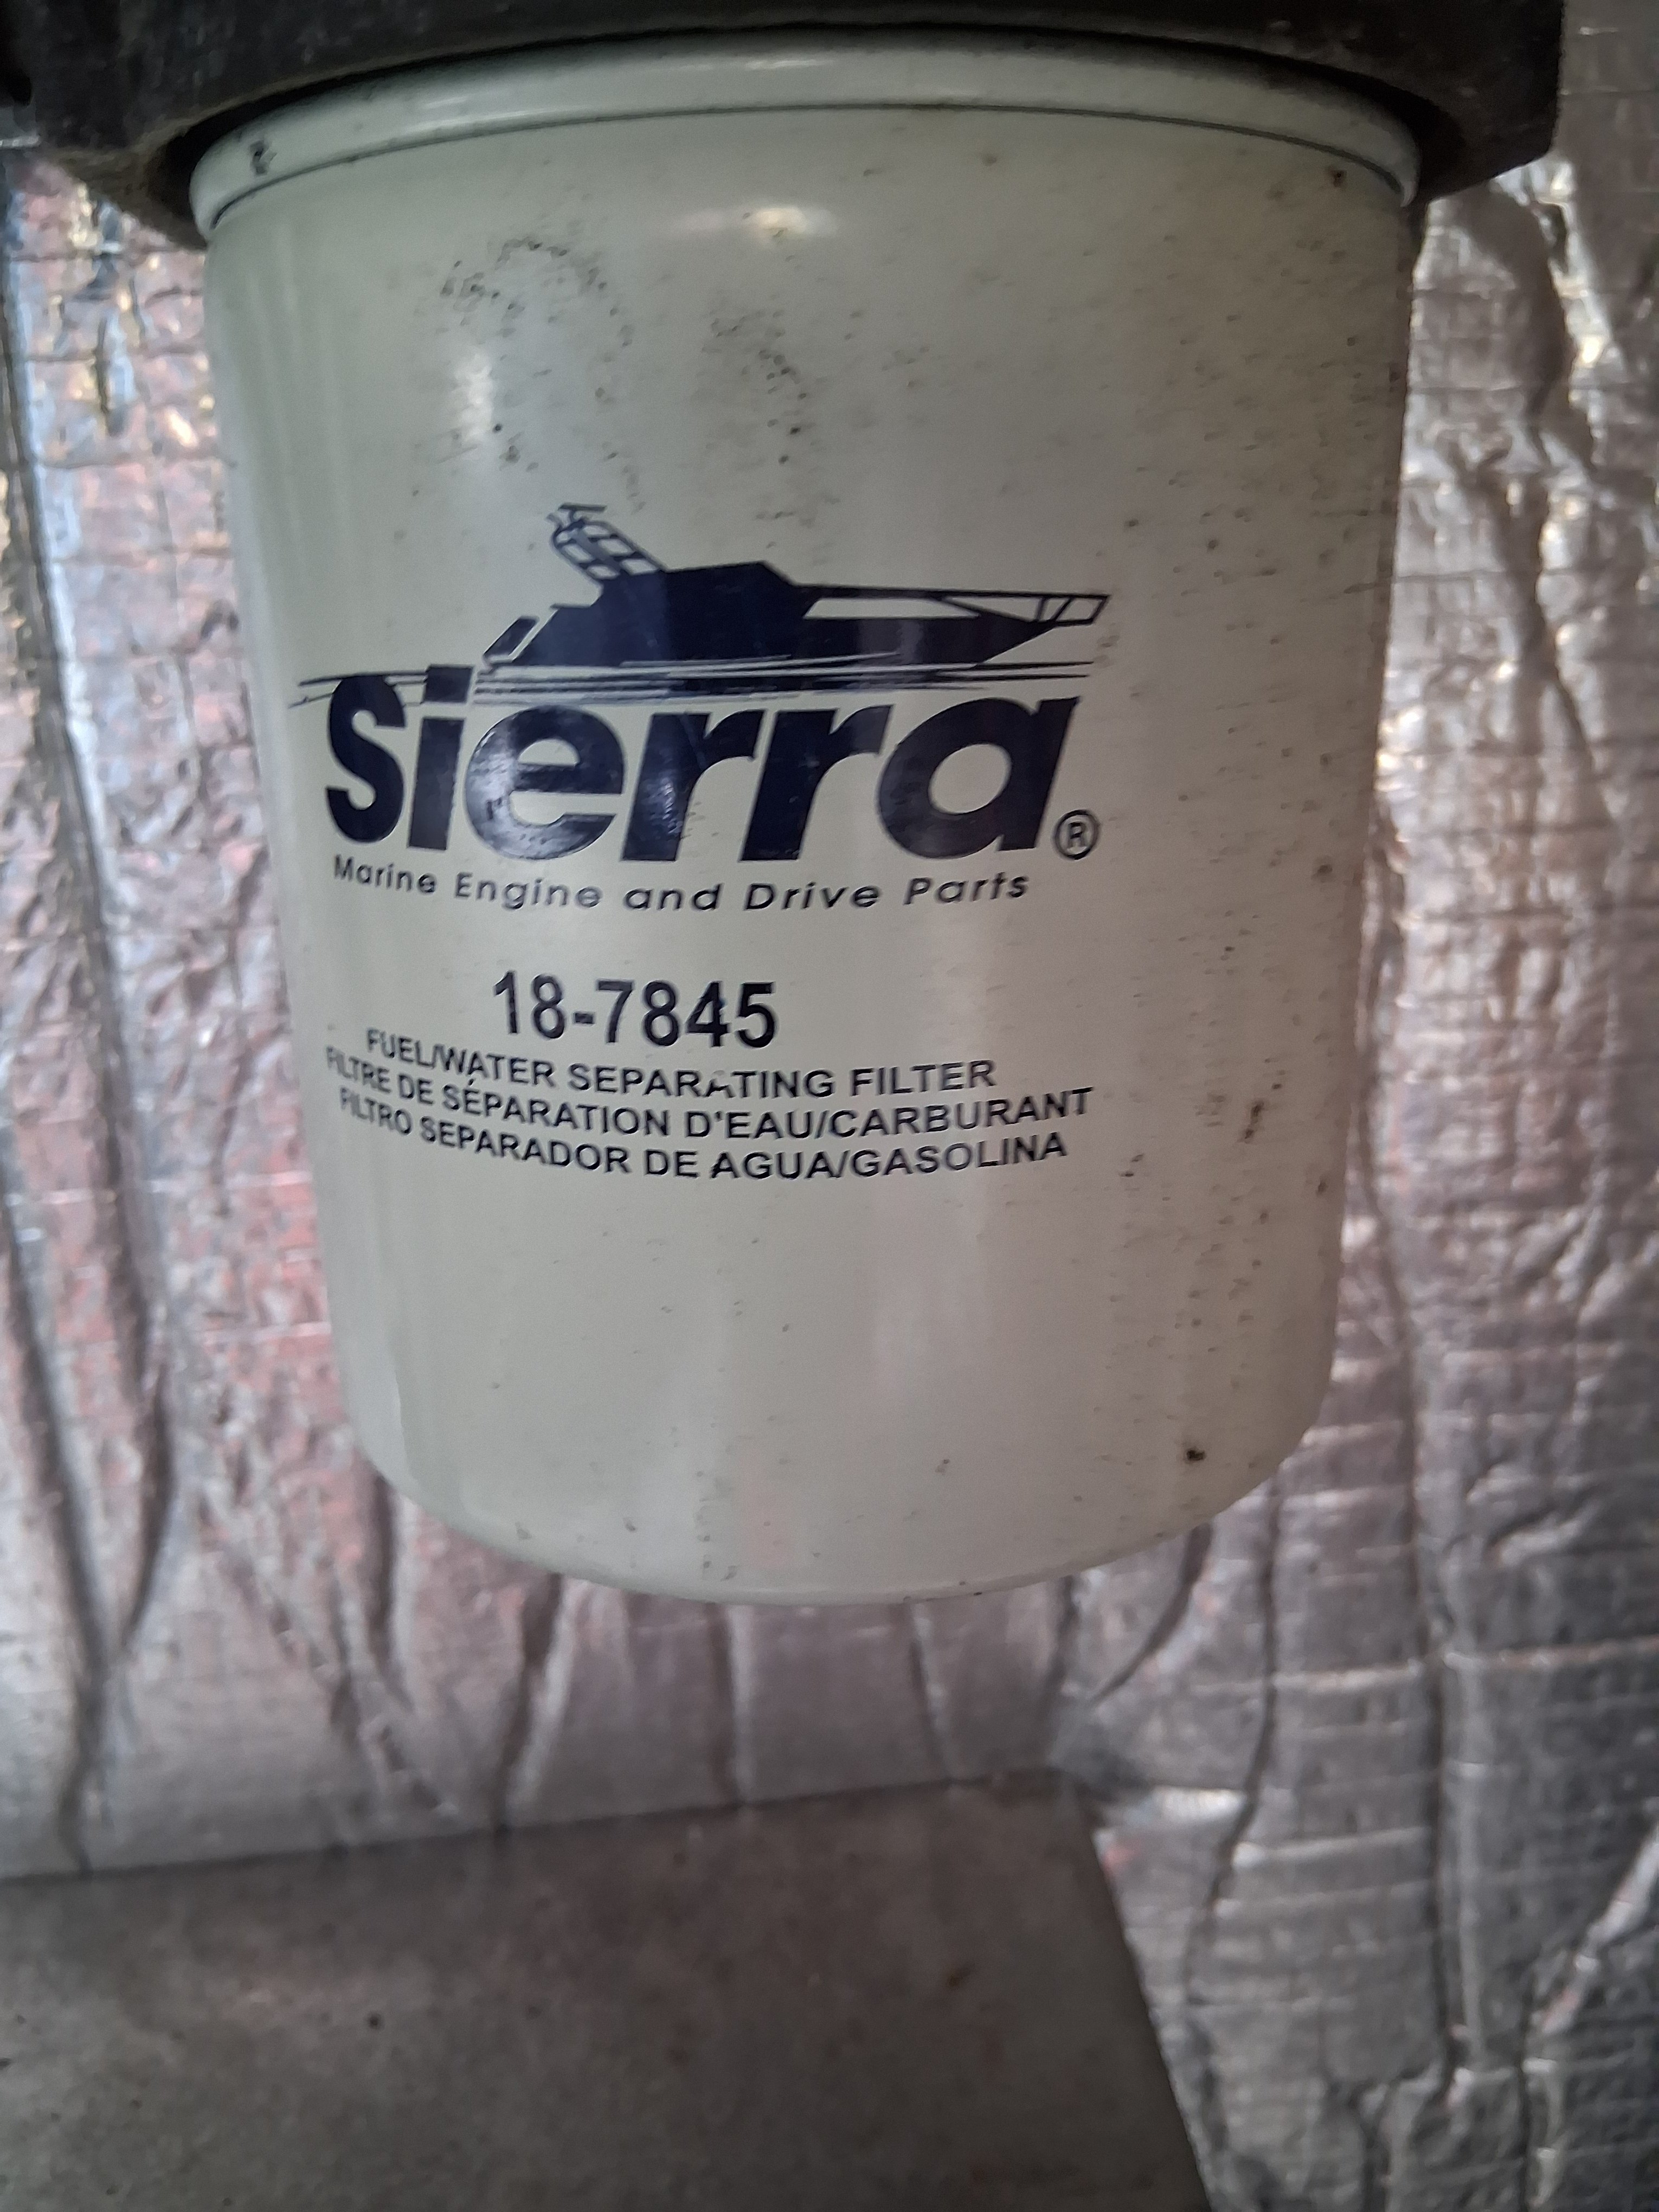 Sierra®
Marine Engine and Drive Parts
18-7845
FUEL/WATER SEPARATING FILTER
FILTRE DE SÉPARATION D'EAU/CARBURANT
FILTRO SEPARADOR DE AGUA/GASOLINA